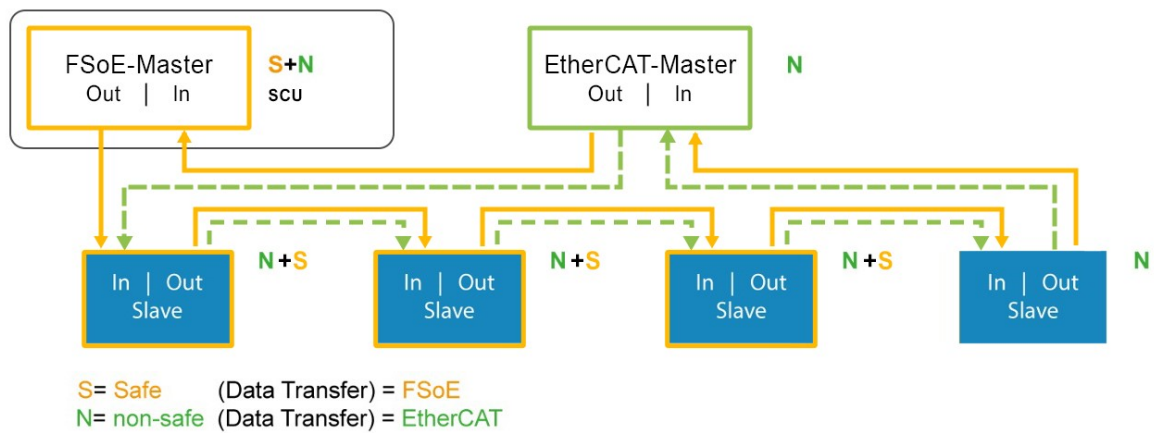 FSoE-Master
Out | In
S+N
SCU
EtherCAT-Master
Out | In
N
In | Out
Slave
N+S
In | Out
Slave
N+S
In | Out
Slave
N+S
In | Out
Slave
N
S= Safe (Data Transfer) = FSoE
N= non-safe (Data Transfer) = EtherCAT